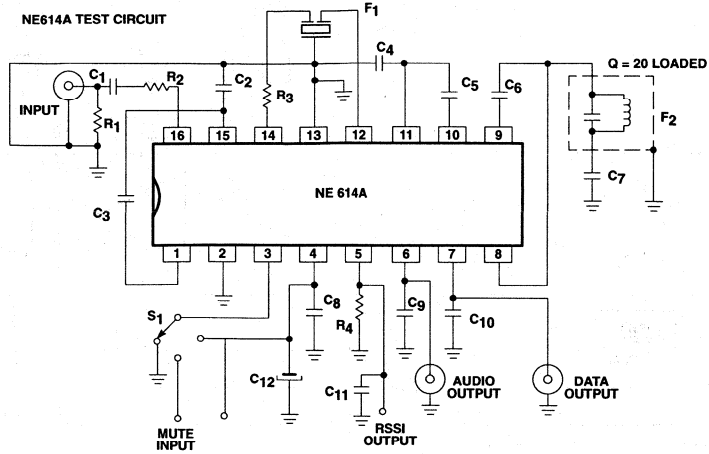 NE614A TEST CIRCUIT
F1
C4
Q = 20 LOADED
C1
R2
C2
R3
C5
C6
F2
INPUT
R1
16 15 14 13 12 11 10 9
C7
NE 614A
C3
1 2 3 4 5 6 7 8
S1
C8
R4
C9
C10
C12
C11
AUDIO
OUTPUT
DATA
OUTPUT
MUTE
INPUT
RSSI
OUTPUT